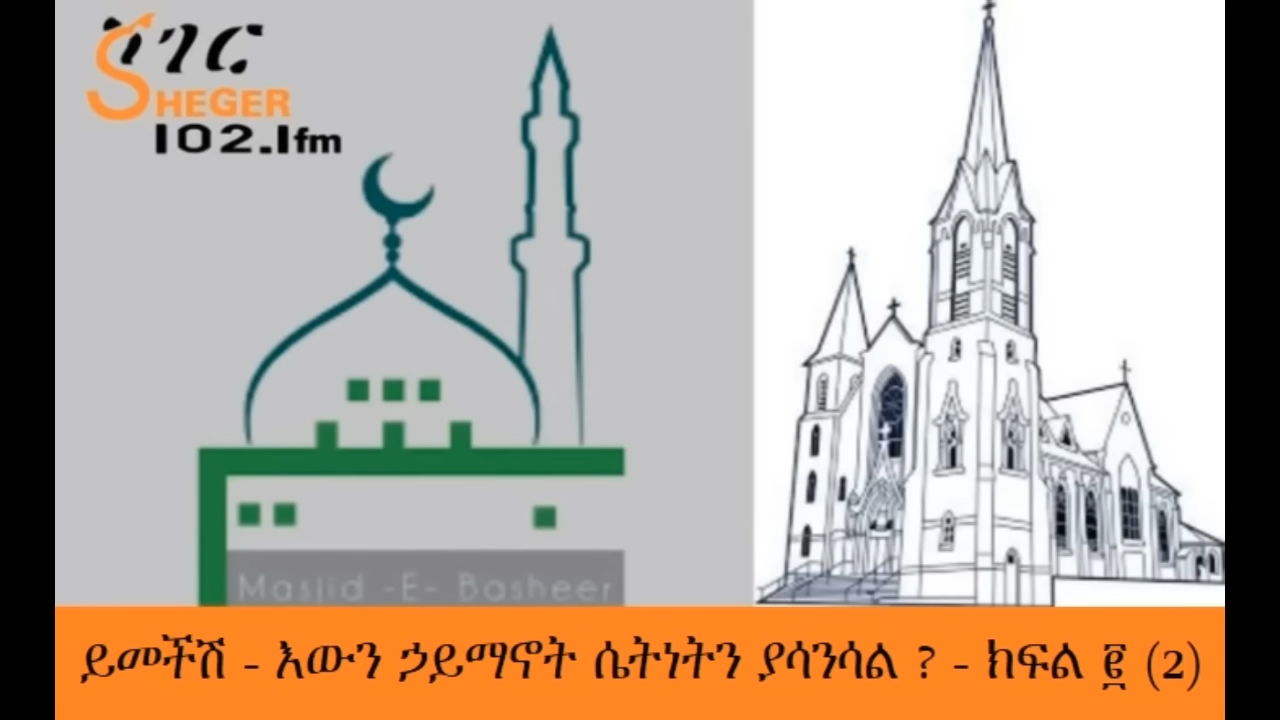 ሸገር
SHEGER
102.1fm
Masjid -E- Basheer
ይመችሽ - እውን ኃይማኖት ሴትነትን ያሳንሳል ? - ክፍል ፪ (2)